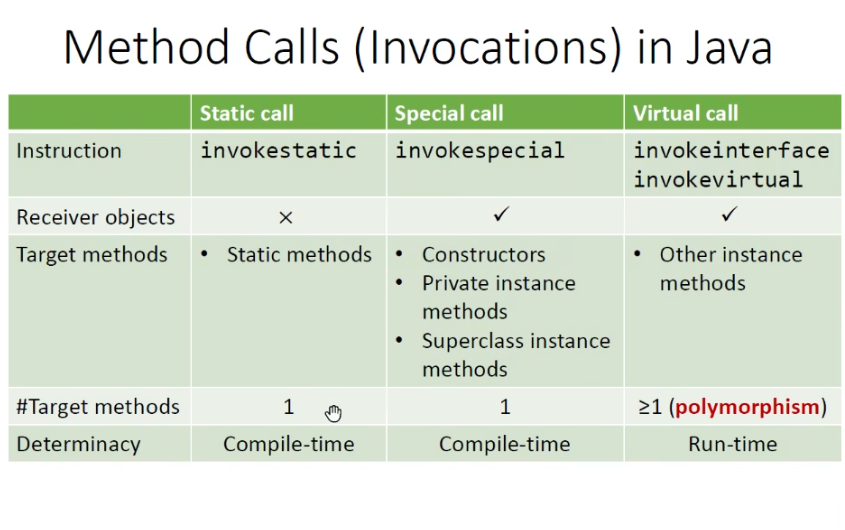 Method Calls (Invocations) in Java
Static call Special call Virtual call
Instruction invokestatic invokespecial invokeinterface
invokevirtual
Receiver objects × ✓ ✓
Target methods • Static methods • Constructors • Other instance
• Private instance methods
methods
• Superclass instance
methods
#Target methods 1 1 ≥1 (polymorphism)
Determinacy Compile-time Compile-time Run-time